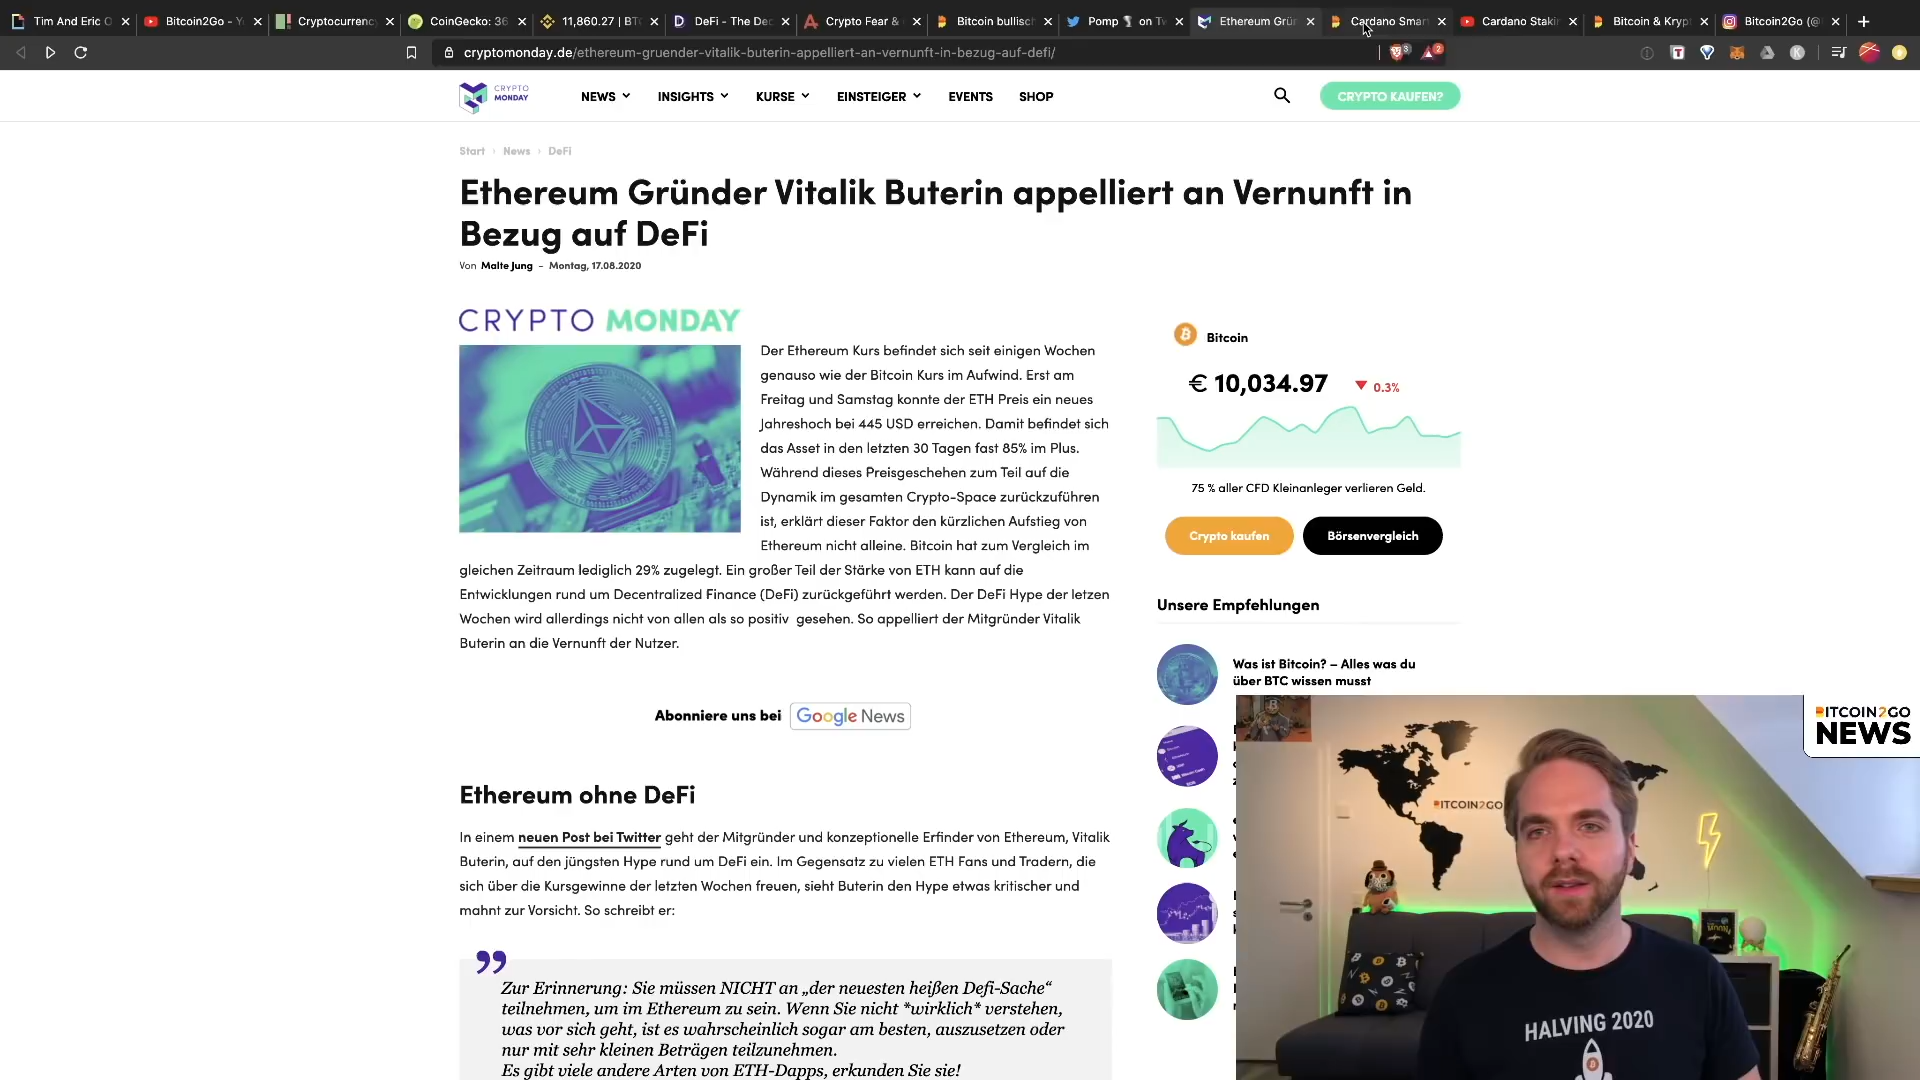 Tim And Eric O
Bitcoin2Go - Yo
Cryptocurrenc
CoinGecko: 36
11,860.27 | BTC
DeFi - The Dec
Crypto Fear &
Bitcoin bullisch
Pomp on Tw
Ethereum Grün
Cardano Smart
Cardano Stakin
Bitcoin & Krypt
Bitcoin2Go (@
cryptomonday.de/ethereum-gruender-vitalik-buterin-appelliert-an-vernunft-in-bezug-auf-defi/
3
2
CRYPTO
MONDAY
NEWS
INSIGHTS
KURSE
EINSTEIGER
EVENTS
SHOP
CRYPTO KAUFEN?
Start › News › DeFi
Ethereum Gründer Vitalik Buterin appelliert an Vernunft in
Bezug auf DeFi
Von Malte Jung – Montag, 17.08.2020
CRYPTO MONDAY
Der Ethereum Kurs befindet sich seit einigen Wochen
genauso wie der Bitcoin Kurs im Aufwind. Erst am
Freitag und Samstag konnte der ETH Preis ein neues
Jahreshoch bei 445 USD erreichen. Damit befindet sich
das Asset in den letzten 30 Tagen fast 85% im Plus.
Während dieses Preisgeschehen zum Teil auf die
Dynamik im gesamten Crypto-Space zurückzuführen
ist, erklärt dieser Faktor den kürzlichen Aufstieg von
Ethereum nicht alleine. Bitcoin hat zum Vergleich im
gleichen Zeitraum lediglich 29% zugelegt. Ein großer Teil der Stärke von ETH kann auf die
Entwicklungen rund um Decentralized Finance (DeFi) zurückgeführt werden. Der DeFi Hype der letzen
Wochen wird allerdings nicht von allen als so positiv gesehen. So appelliert der Mitgründer Vitalik
Buterin an die Vernunft der Nutzer.
Abonniere uns bei Google News
Ethereum ohne DeFi
In einem neuen Post bei Twitter geht der Mitgründer und konzeptionelle Erfinder von Ethereum, Vitalik
Buterin, auf den jüngsten Hype rund um DeFi ein. Im Gegensatz zu vielen ETH Fans und Tradern, die
sich über die Kursgewinne der letzten Wochen freuen, sieht Buterin den Hype etwas kritischer und
mahnt zur Vorsicht. So schreibt er:
Zur Erinnerung: Sie müssen NICHT an „der neuesten heißen Defi-Sache“
teilnehmen, um im Ethereum zu sein. Wenn Sie nicht *wirklich* verstehen,
was vor sich geht, ist es wahrscheinlich sogar am besten, auszusetzen oder
nur mit sehr kleinen Beträgen teilzunehmen.
Es gibt viele andere Arten von ETH-Dapps, erkunden Sie sie!
Bitcoin
€ 10,034.97 ▼ 0.3%
75 % aller CFD Kleinanleger verlieren Geld.
Crypto kaufen
Börsenvergleich
Unsere Empfehlungen
Was ist Bitcoin? – Alles was du
über BTC wissen musst
BITCOIN2GO
NEWS
BITCOIN2GO
HALVING 2020